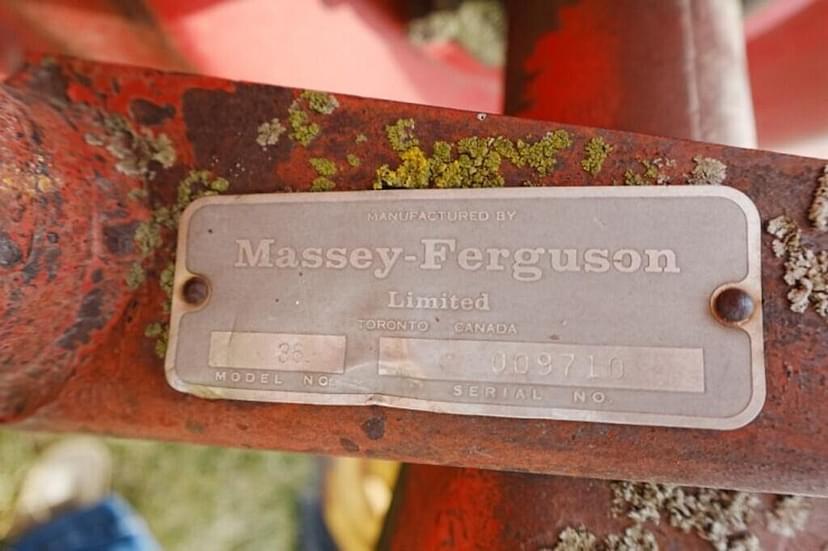 MANUFACTURED BY
Massey-Ferguson
Limited
TORONTO CANADA
36 009710
MODEL NO. SERIAL NO.